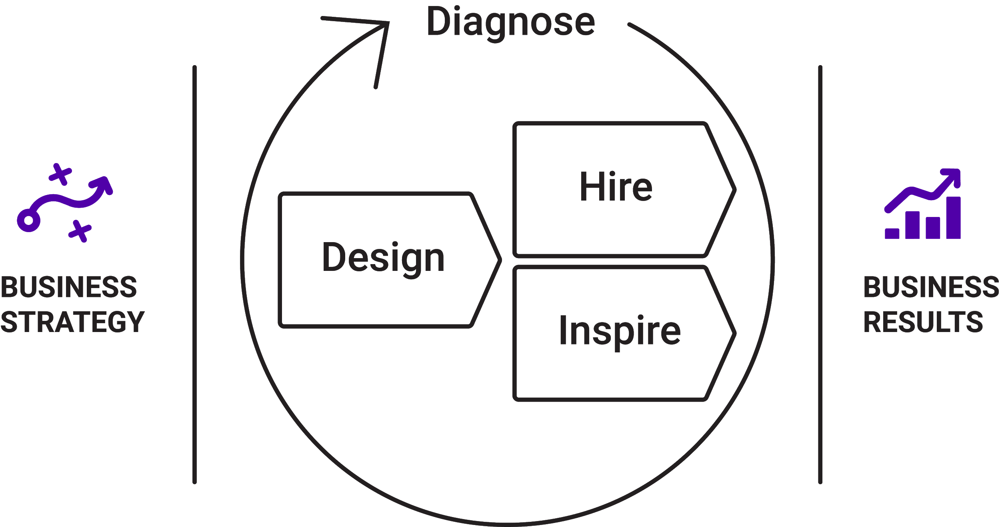 Diagnose
Hire
Design
Inspire
BUSINESS
STRATEGY
BUSINESS
RESULTS